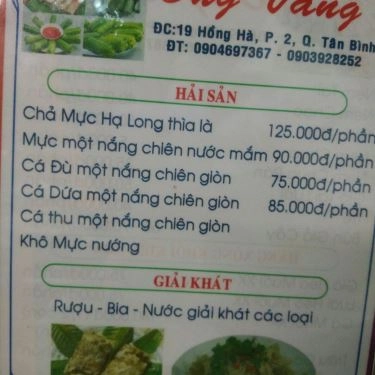 Vàng
ĐC:19 Hồng Hà, P. 2, Q. Tân Bình
ĐT: 0904697367 - 0903928252
HẢI SẢN
Chả Mực Hạ Long thìa là 125.000đ/phần
Mực một nắng chiên nước mắm 90.000đ/phần
Cá Đù một nắng chiên giòn 75.000đ/phần
Cá Dứa một nắng chiên giòn 85.000đ/phần
Cá thu một nắng chiên giòn
Khô Mực nướng
GIẢI KHÁT
Rượu - Bia - Nước giải khát các loại